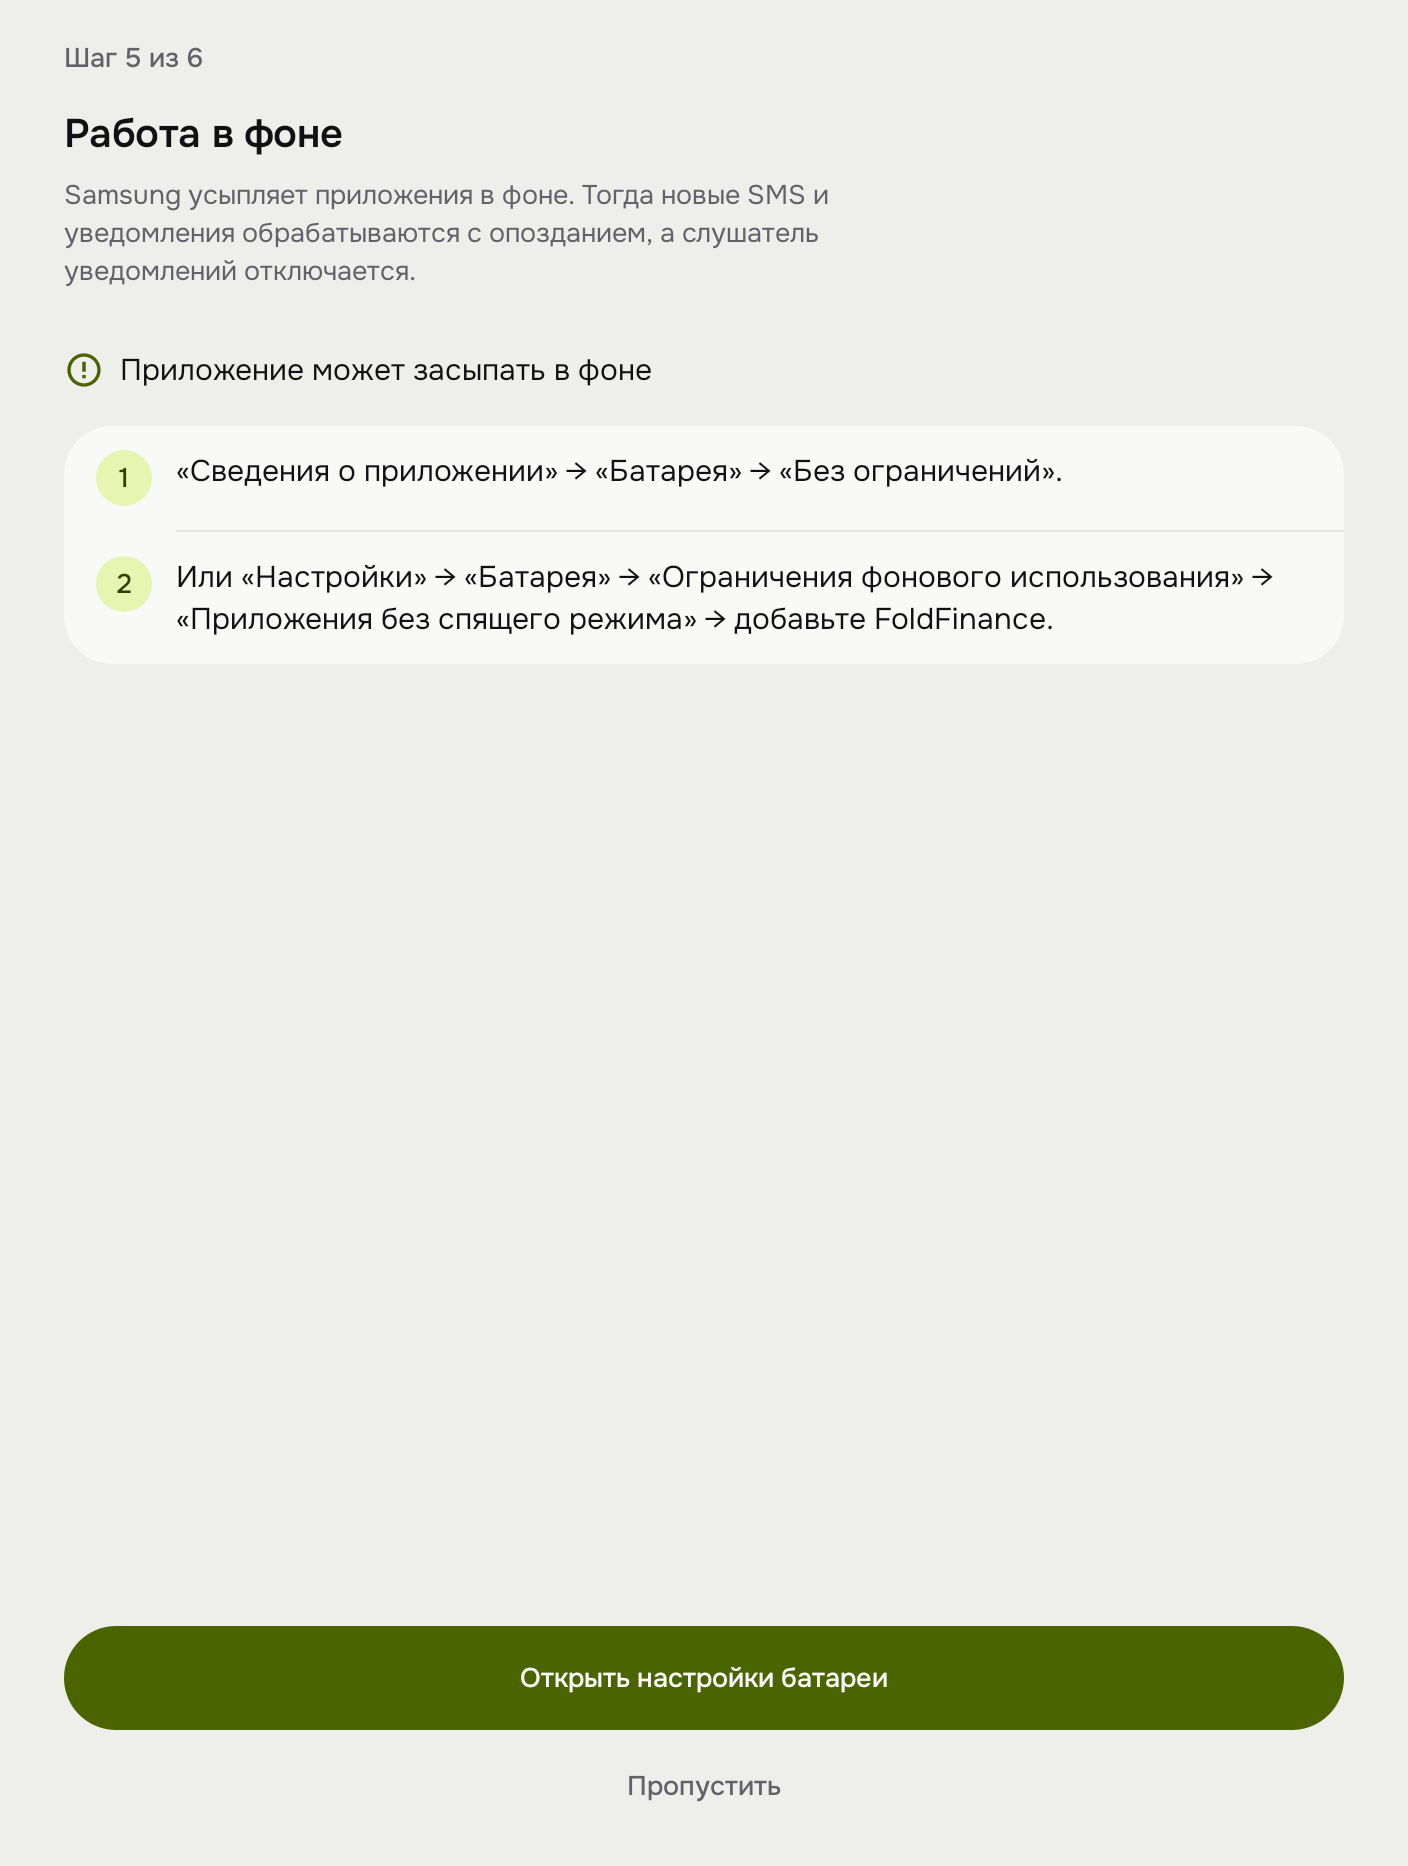 Шаг 5 из 6
Работа в фоне
Samsung усыпляет приложения в фоне. Тогда новые SMS и
уведомления обрабатываются с опозданием, а слушатель
уведомлений отключается.
Приложение может засыпать в фоне
1 «Сведения о приложении» → «Батарея» → «Без ограничений».
2 Или «Настройки» → «Батарея» → «Ограничения фонового использования» →
«Приложения без спящего режима» → добавьте FoldFinance.
Открыть настройки батареи
Пропустить